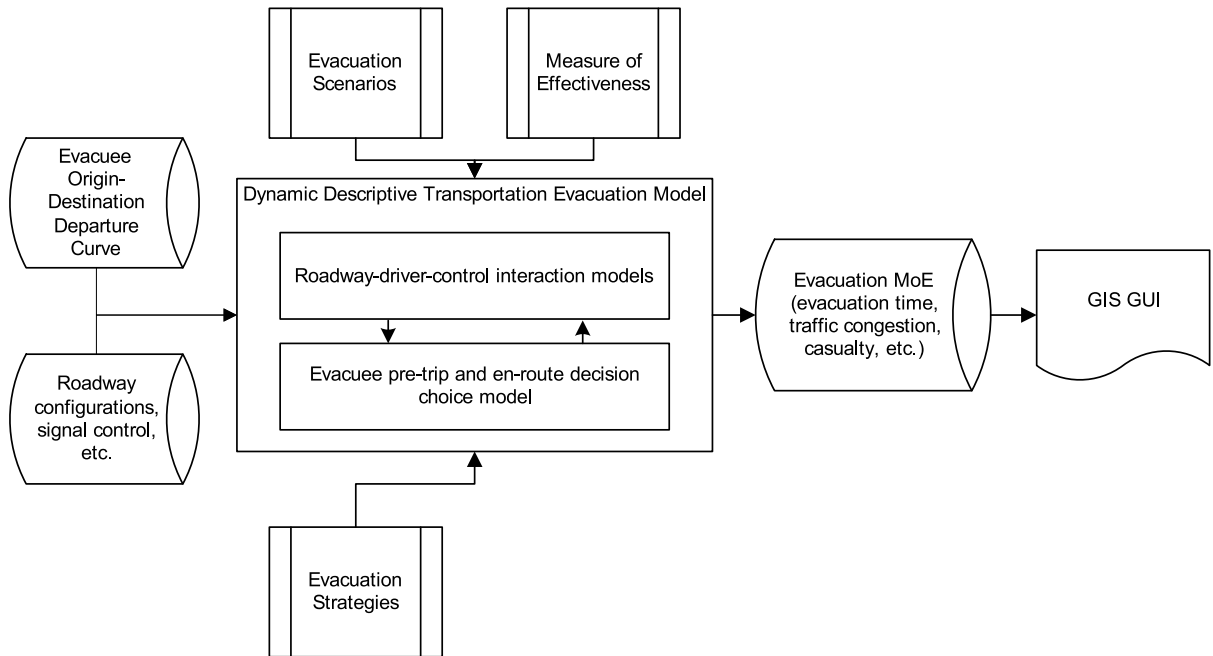 Evacuation
Scenarios
Measure of
Effectiveness
Evacuee
Origin-
Destination
Departure
Curve
Roadway
configurations,
signal control,
etc.
Dynamic Descriptive Transportation Evacuation Model
Roadway-driver-control interaction models
Evacuee pre-trip and en-route decision
choice model
Evacuation MoE
(evacuation time,
traffic congestion,
casualty, etc.)
GIS GUI
Evacuation
Strategies